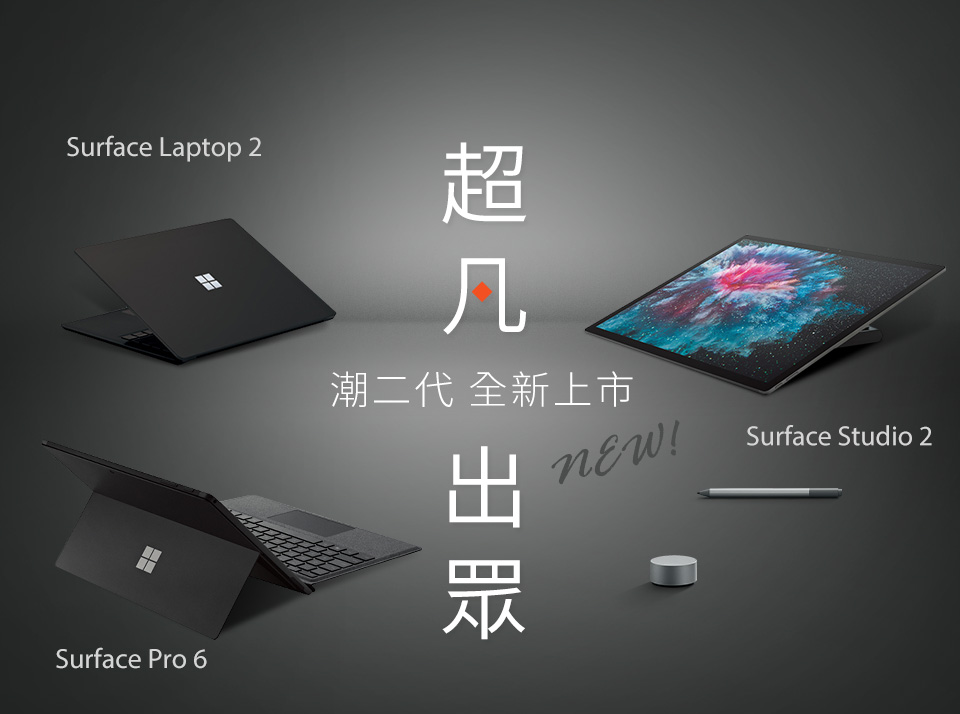 Surface Laptop 2
超
凡
潮二代 全新上市
NEW!
Surface Studio 2
出
眾
Surface Pro 6